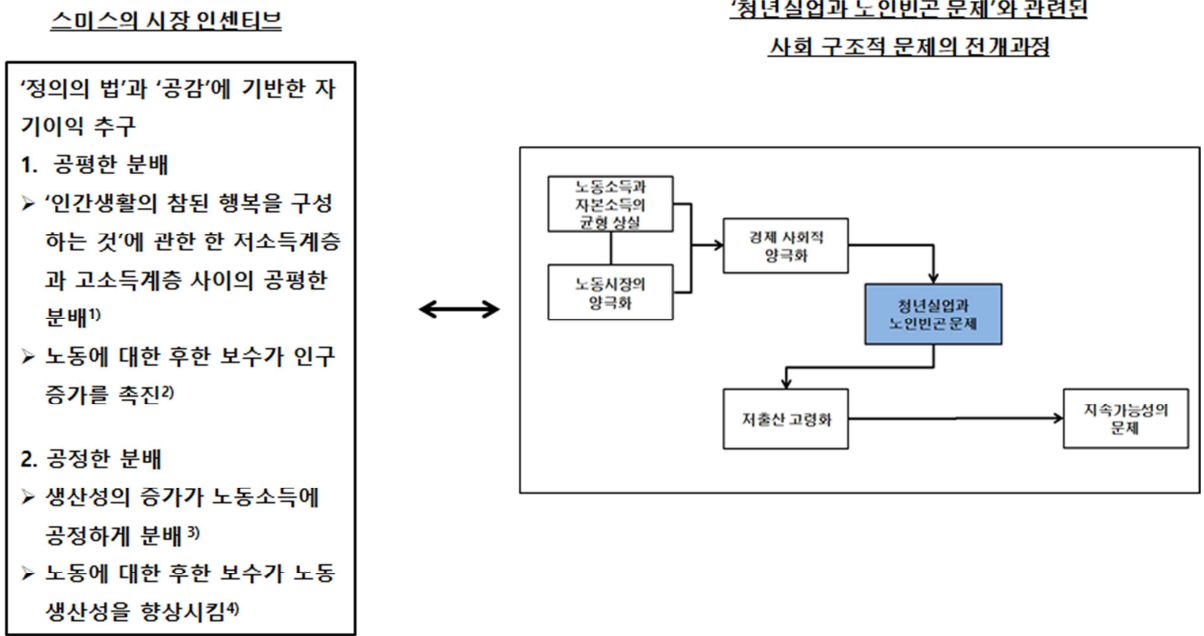 스미스의 시장 인센티브
'정의의 법'과 '공감'에 기반한 자
기이익 추구
1. 공평한 분배
➢ '인간생활의 참된 행복을 구성
하는 것'에 관한 한 저소득계층
과 고소득계층 사이의 공평한
분배1)
➢ 노동에 대한 후한 보수가 인구
증가를 촉진2)
2. 공정한 분배
➢ 생산성의 증가가 노동소득에
공정하게 분배3)
➢ 노동에 대한 후한 보수가 노동
생산성을 향상시킴4)
'청년실업과 노인빈곤 문제'와 관련된
사회 구조적 문제의 전개과정
노동소득과
자본소득의
균형 상실
노동시장의
양극화
경제 사회적
양극화
청년실업과
노인빈곤 문제
저출산 고령화
지속가능성의
문제